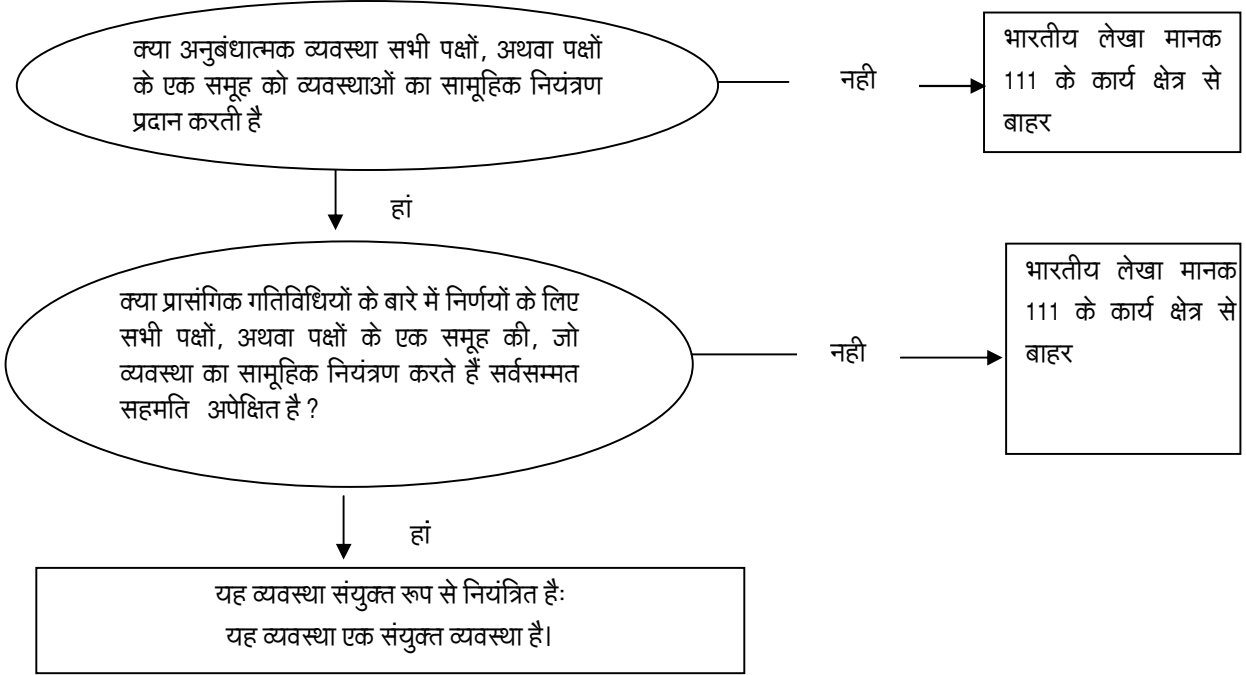 क्या अनुबंधात्मक व्यवस्था सभी पक्षों, अथवा पक्षों
के एक समूह को व्यवस्थाओं का सामूहिक नियंत्रण
प्रदान करती है
नही
भारतीय लेखा मानक
111 के कार्य क्षेत्र से
बाहर
हां
क्या प्रासंगिक गतिविधियों के बारे में निर्णयों के लिए
सभी पक्षों, अथवा पक्षों के एक समूह की, जो
व्यवस्था का सामूहिक नियंत्रण करते हैं सर्वसम्मत
सहमति अपेक्षित है ?
नही
भारतीय लेखा मानक
111 के कार्य क्षेत्र से
बाहर
हां
यह व्यवस्था संयुक्त रूप से नियंत्रित हैः
यह व्यवस्था एक संयुक्त व्यवस्था है।